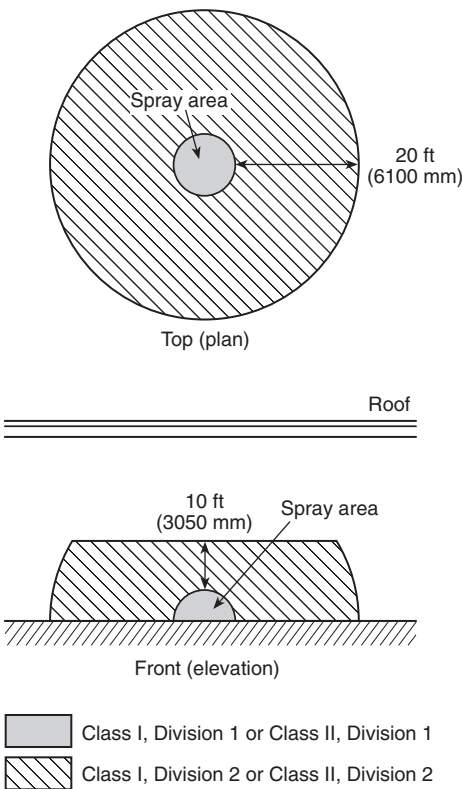 Spray area
20 ft
(6100 mm)
Top (plan)
Roof
10 ft
(3050 mm)
Spray area
Front (elevation)
Class I, Division 1 or Class II, Division 1
Class I, Division 2 or Class II, Division 2